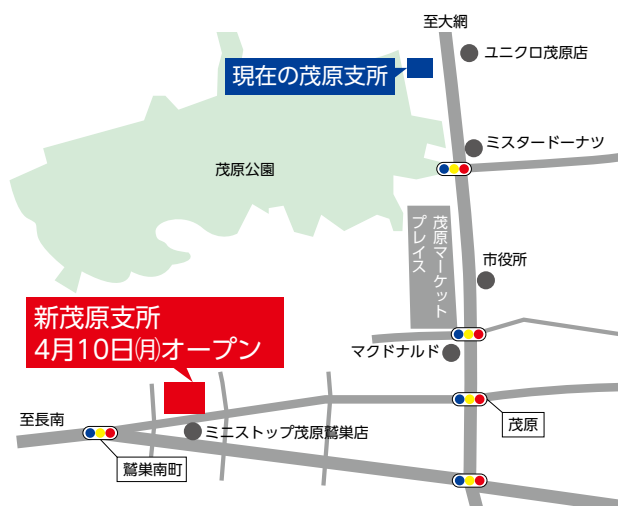 至大網
ユニクロ茂原店
現在の茂原支所
ミスタードーナツ
茂原公園
茂原マーケット
プレイス
市役所
新茂原支所
4月10日㈪オープン
マクドナルド
至長南
ミニストップ茂原鷲巣店
茂原
鷲巣南町